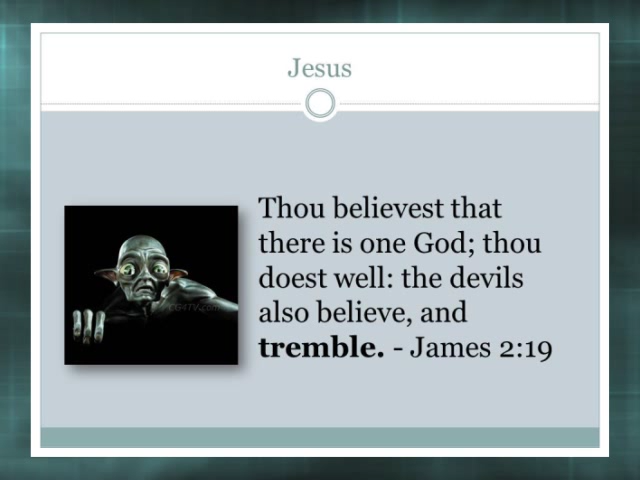 Jesus
Thou believest that
there is one God; thou
doest well: the devils
also believe, and
tremble. - James 2:19